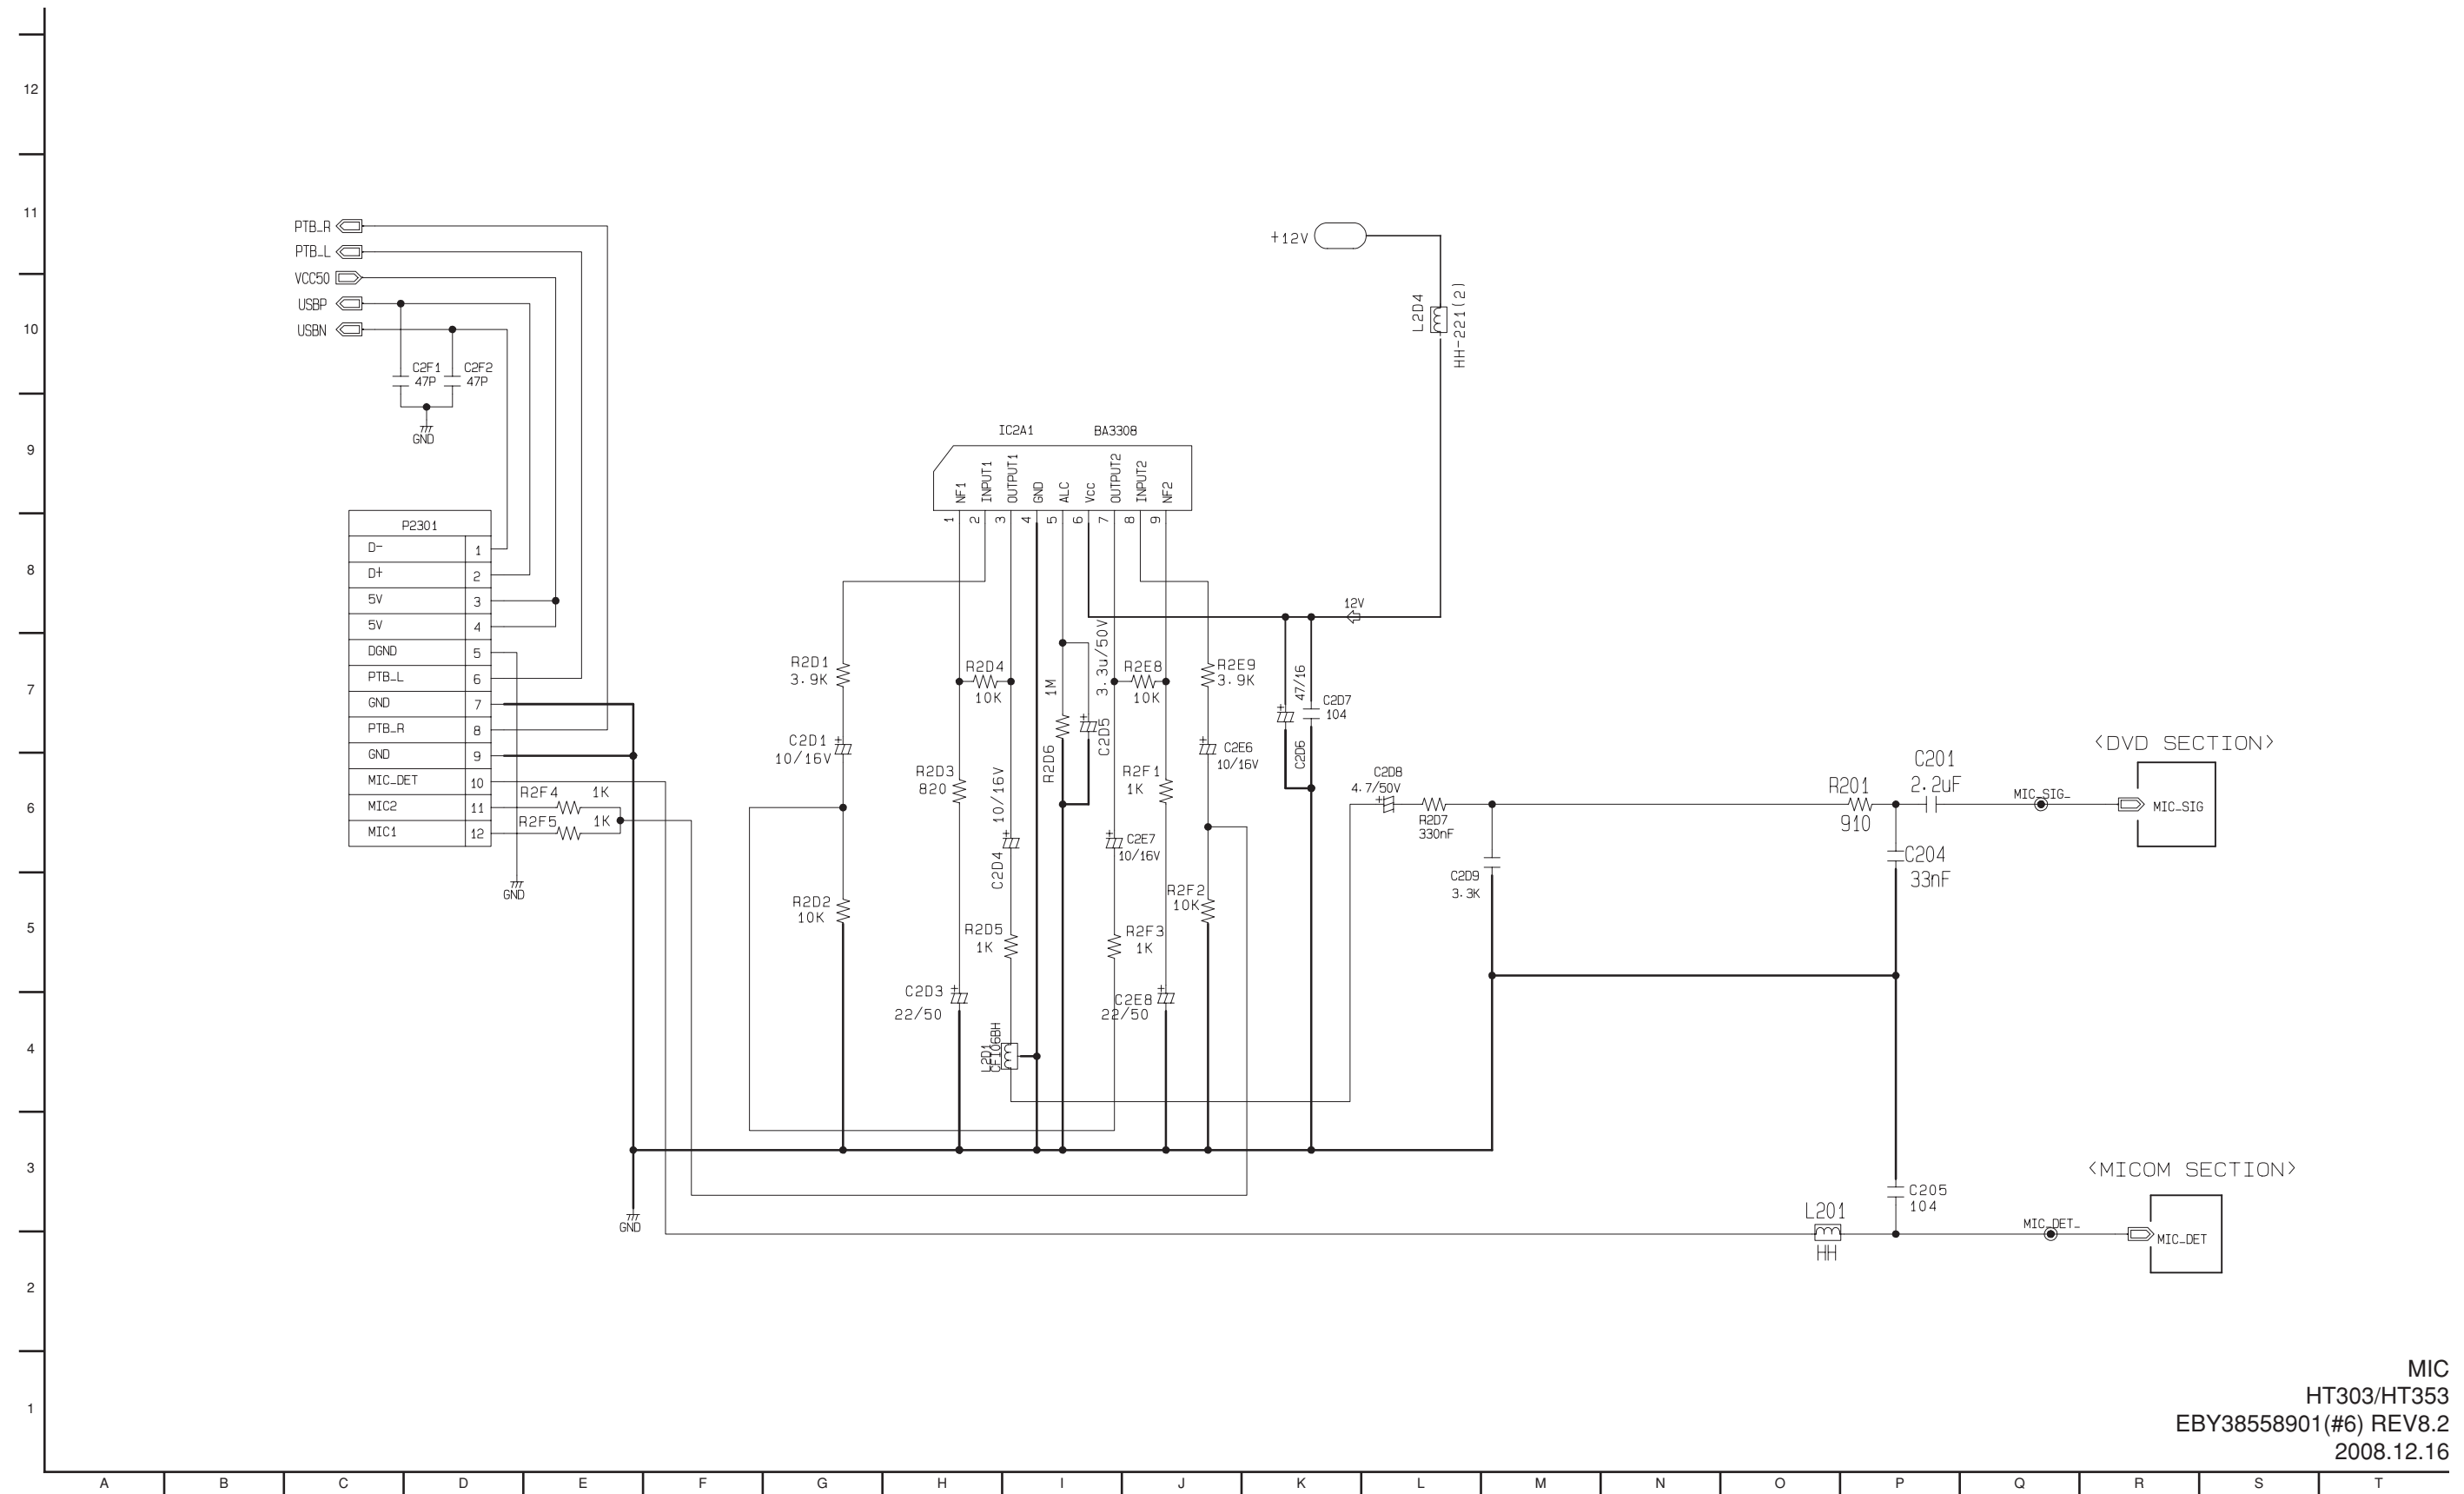 12
11
10
9
8
7
6
5
4
3
2
1
PTB_R
PTB_L
VCC50
USBP
USBN
C2F1
47P
C2F2
47P
GND
+12V
L2D4
HH-221(2)
IC2A1 BA3308
NF1
INPUT1
OUTPUT1
GND
ALC
Vcc
OUTPUT2
INPUT2
NF2
1 2 3 4 5 6 7 8 9
P2301
D- 1
D+ 2
5V 3
5V 4
DGND 5
PTB_L 6
GND 7
PTB_R 8
GND 9
MIC_DET 10
MIC2 11
MIC1 12
R2F4 1K
R2F5 1K
GND
GND
12V
R2D1
3.9K
C2D1
10/16V
R2D2
10K
R2D4
10K
R2D3
820
10/16V
C2D4
R2D5
1K
C2D3
22/50
L2D1
CFI06BH
1M
R2D6
3.3u/50V
C2D5
R2E8
10K
R2E9
3.9K
C2E6
10/16V
R2F1
1K
C2E7
10/16V
R2F2
10K
R2F3
1K
C2E8
22/50
47/16
C2D6
C2D7
104
C2D8
4.7/50V
R2D7
330nF
C2D9
3.3K
R201
910
C201
2.2uF
C204
33nF
MIC_SIG_
<DVD SECTION>
MIC_SIG
<MICOM SECTION>
C205
104
L201
HH
MIC_DET_
MIC_DET
MIC
HT303/HT353
EBY38558901(#6) REV8.2
2008.12.16
A B C D E F G H I J K L M N O P Q R S T